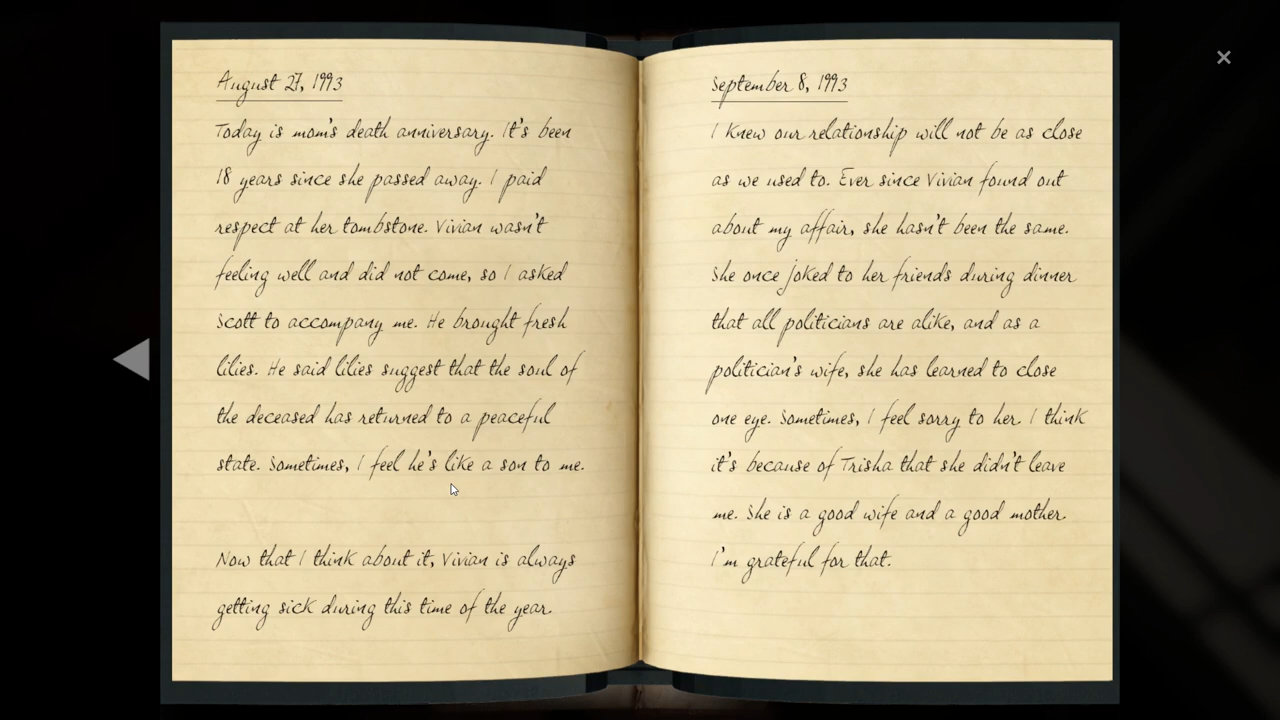 August 27, 1993
Today is mom's death anniversary. It's been
18 years since she passed away. I paid
respect at her tombstone. Vivian wasn't
feeling well and did not come, so I asked
Scott to accompany me. He brought fresh
lilies. He said lilies suggest that the soul of
the deceased has returned to a peaceful
state. Sometimes, I feel he's like a son to me.
Now that I think about it, Vivian is always
getting sick during this time of the year.
September 8, 1993
I knew our relationship will not be as close
as we used to. Ever since Vivian found out
about my affair, she hasn't been the same.
She once joked to her friends during dinner
that all politicians are alike, and as a
politician's wife, she has learned to close
one eye. Sometimes, I feel sorry to her. I think
it's because of Trisha that she didn't leave
me. She is a good wife and a good mother.
I'm grateful for that.